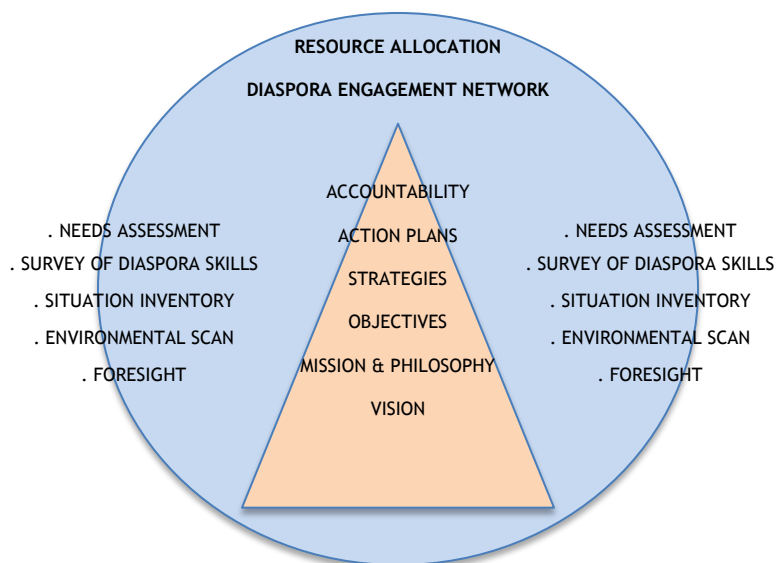 RESOURCE ALLOCATION
DIASPORA ENGAGEMENT NETWORK
ACCOUNTABILITY
ACTION PLANS
STRATEGIES
OBJECTIVES
MISSION & PHILOSOPHY
VISION
. NEEDS ASSESSMENT
. SURVEY OF DIASPORA SKILLS
. SITUATION INVENTORY
. ENVIRONMENTAL SCAN
. FORESIGHT
. NEEDS ASSESSMENT
. SURVEY OF DIASPORA SKILLS
. SITUATION INVENTORY
. ENVIRONMENTAL SCAN
. FORESIGHT